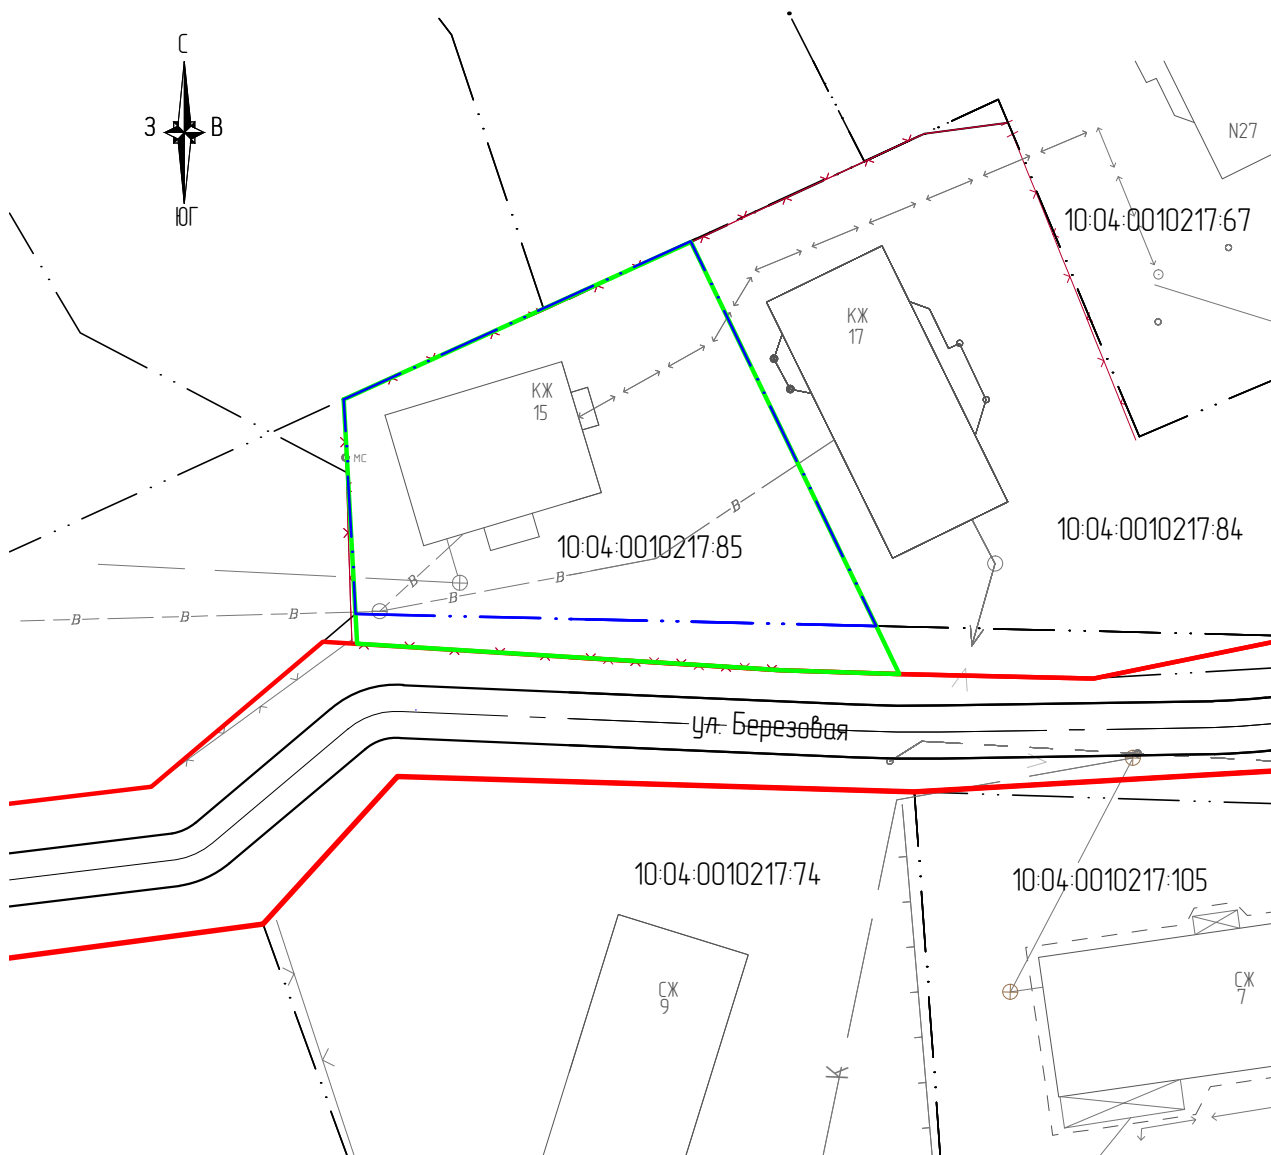 С
З В
ЮГ
N27
10:04:0010217:67
КЖ
17
КЖ
15
МС
10:04:0010217:84
10:04:0010217:85
В
В
В
В
В
В
В
ул. Березовая
10:04:0010217:74
10:04:0010217:105
СЖ
9
СЖ
7
К